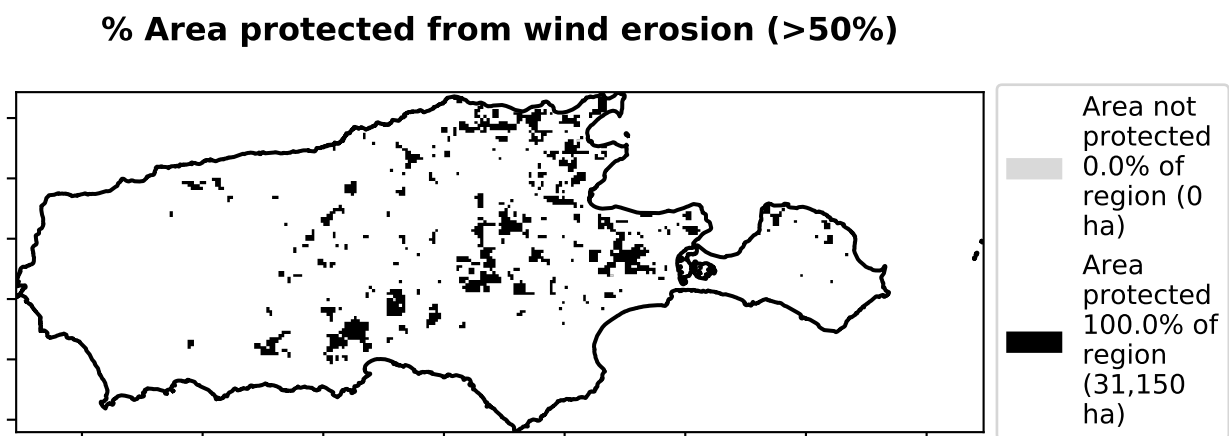 % Area protected from wind erosion (>50%)
Area not
protected
0.0% of
region (0
ha)
Area
protected
100.0% of
region
(31,150
ha)